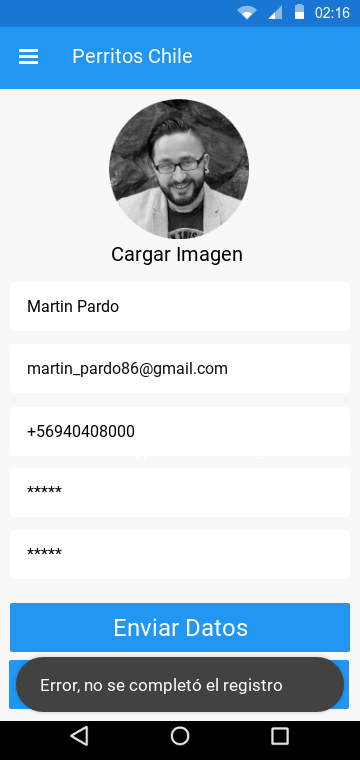 02:16
Perritos Chile
Cargar Imagen
Martin Pardo
martin_pardo86@gmail.com
+56940408000
*****
*****
Enviar Datos
Error, no se completó el registro